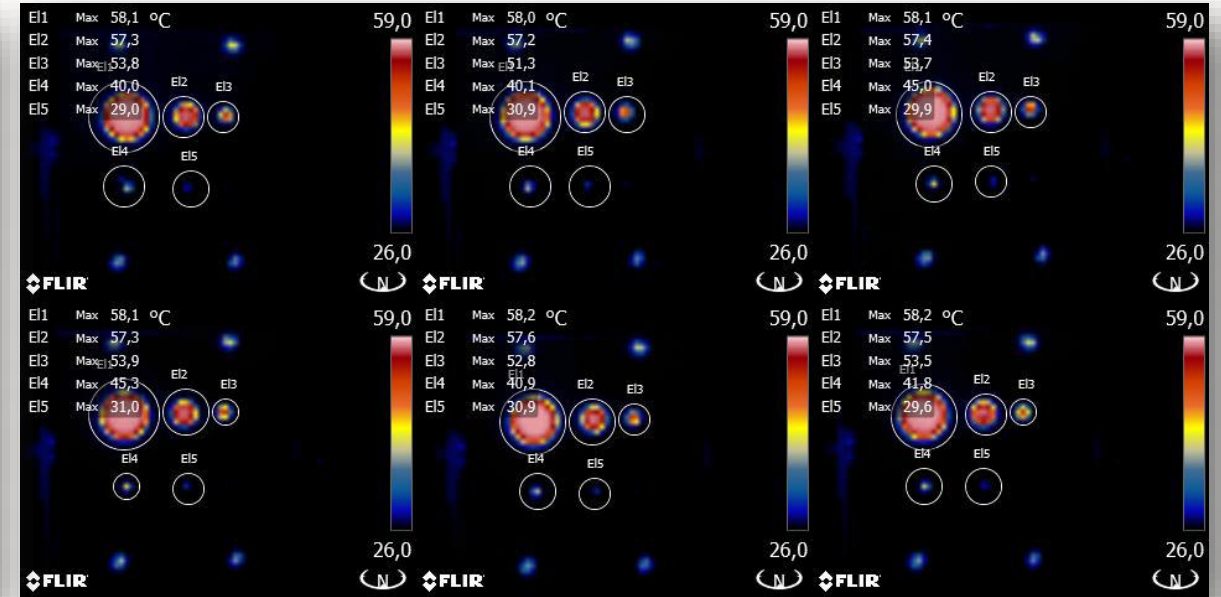 El1 Max 58,1 °C 59,0
El2 Max 57,3
El3 Max 53,8
El4 Max 40,0
El5 Max 29,0
El1
El2
El3
El4
El5
26,0
FLIR N
El1 Max 58,0 °C 59,0
El2 Max 57,2
El3 Max 51,3
El4 Max 40,1
El5 Max 30,9
El1
El2
El3
El4
El5
26,0
FLIR N
El1 Max 58,1 °C 59,0
El2 Max 57,4
El3 Max 53,7
El4 Max 45,0
El5 Max 29,9
El1
El2
El3
El4
El5
26,0
FLIR N
El1 Max 58,1 °C 59,0
El2 Max 57,3
El3 Max 53,9
El4 Max 45,3
El5 Max 31,0
El1
El2
El3
El4
El5
26,0
FLIR N
El1 Max 58,2 °C 59,0
El2 Max 57,6
El3 Max 52,8
El4 Max 40,9
El5 Max 30,9
El1
El2
El3
El4
El5
26,0
FLIR N
El1 Max 58,2 °C 59,0
El2 Max 57,5
El3 Max 53,5
El4 Max 41,8
El5 Max 29,6
El1
El2
El3
El4
El5
26,0
FLIR N